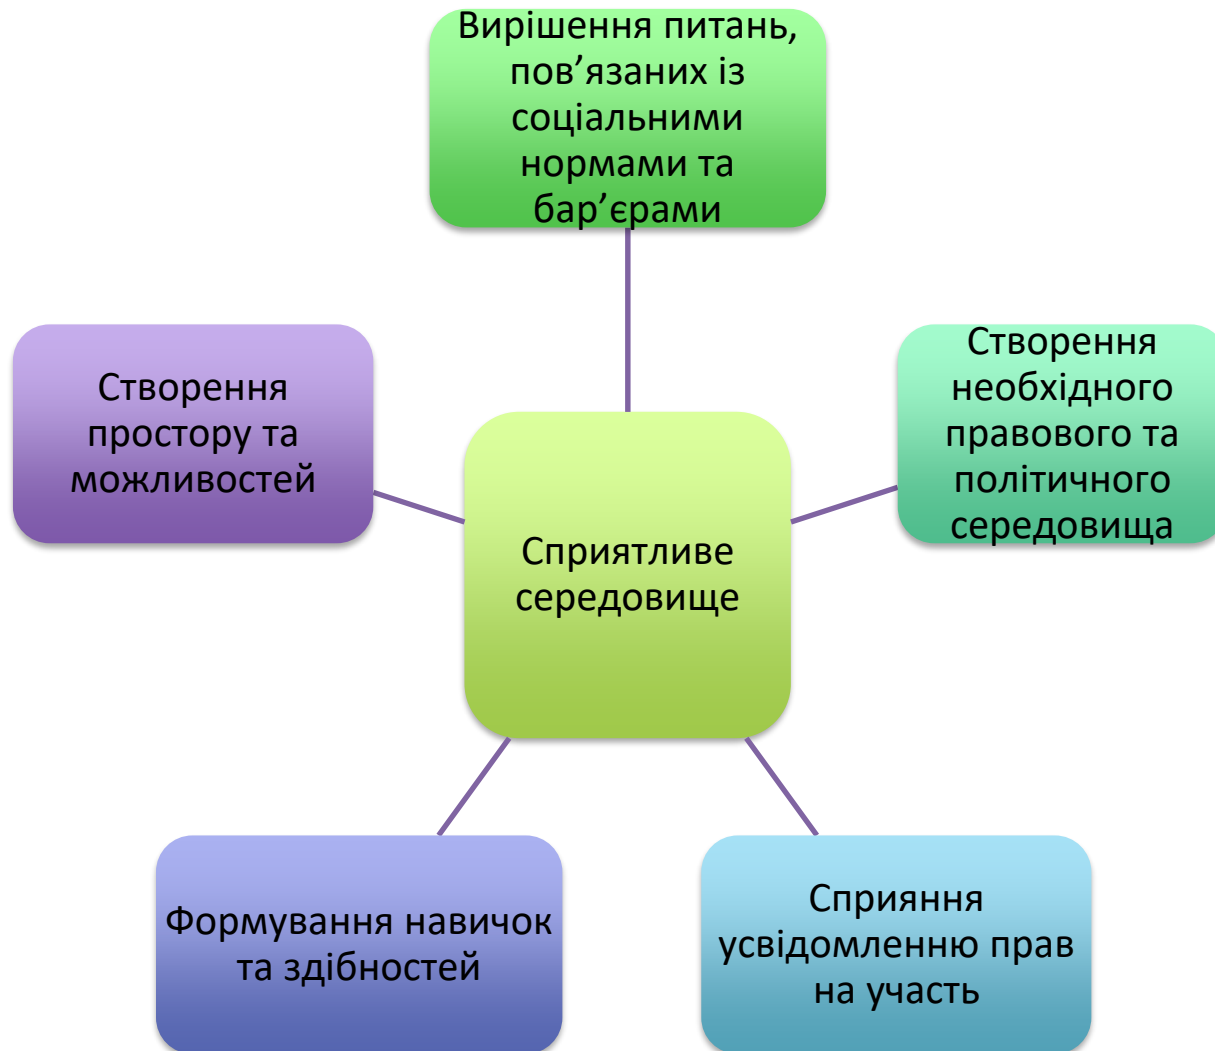 Вирішення питань,
пов’язаних із
соціальними
нормами та
бар’єрами
Створення
необхідного
правового та
політичного
середовища
Сприяння
усвідомленню прав
на участь
Формування навичок
та здібностей
Створення
простору та
можливостей
Сприятливе
середовище